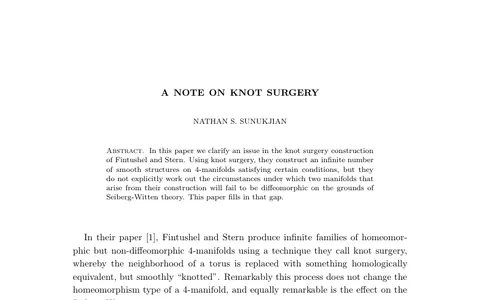 A NOTE ON KNOT SURGERY
NATHAN S. SUNUKJIAN
Abstract. In this paper we clarify an issue in the knot surgery construction
of Fintushel and Stern. Using knot surgery, they construct an infinite number
of smooth structures on 4-manifolds satisfying certain conditions, but they
do not explicitly work out the circumstances under which two manifolds that
arise from their construction will fail to be diffeomorphic on the grounds of
Seiberg-Witten theory. This paper fills in that gap.
In their paper [1], Fintushel and Stern produce infinite families of homeomor-
phic but non-diffeomorphic 4-manifolds using a technique they call knot surgery,
whereby the neighborhood of a torus is replaced with something homologically
equivalent, but smoothly “knotted”. Remarkably this process does not change the
homeomorphism type of a 4-manifold, and equally remarkable is the effect on the